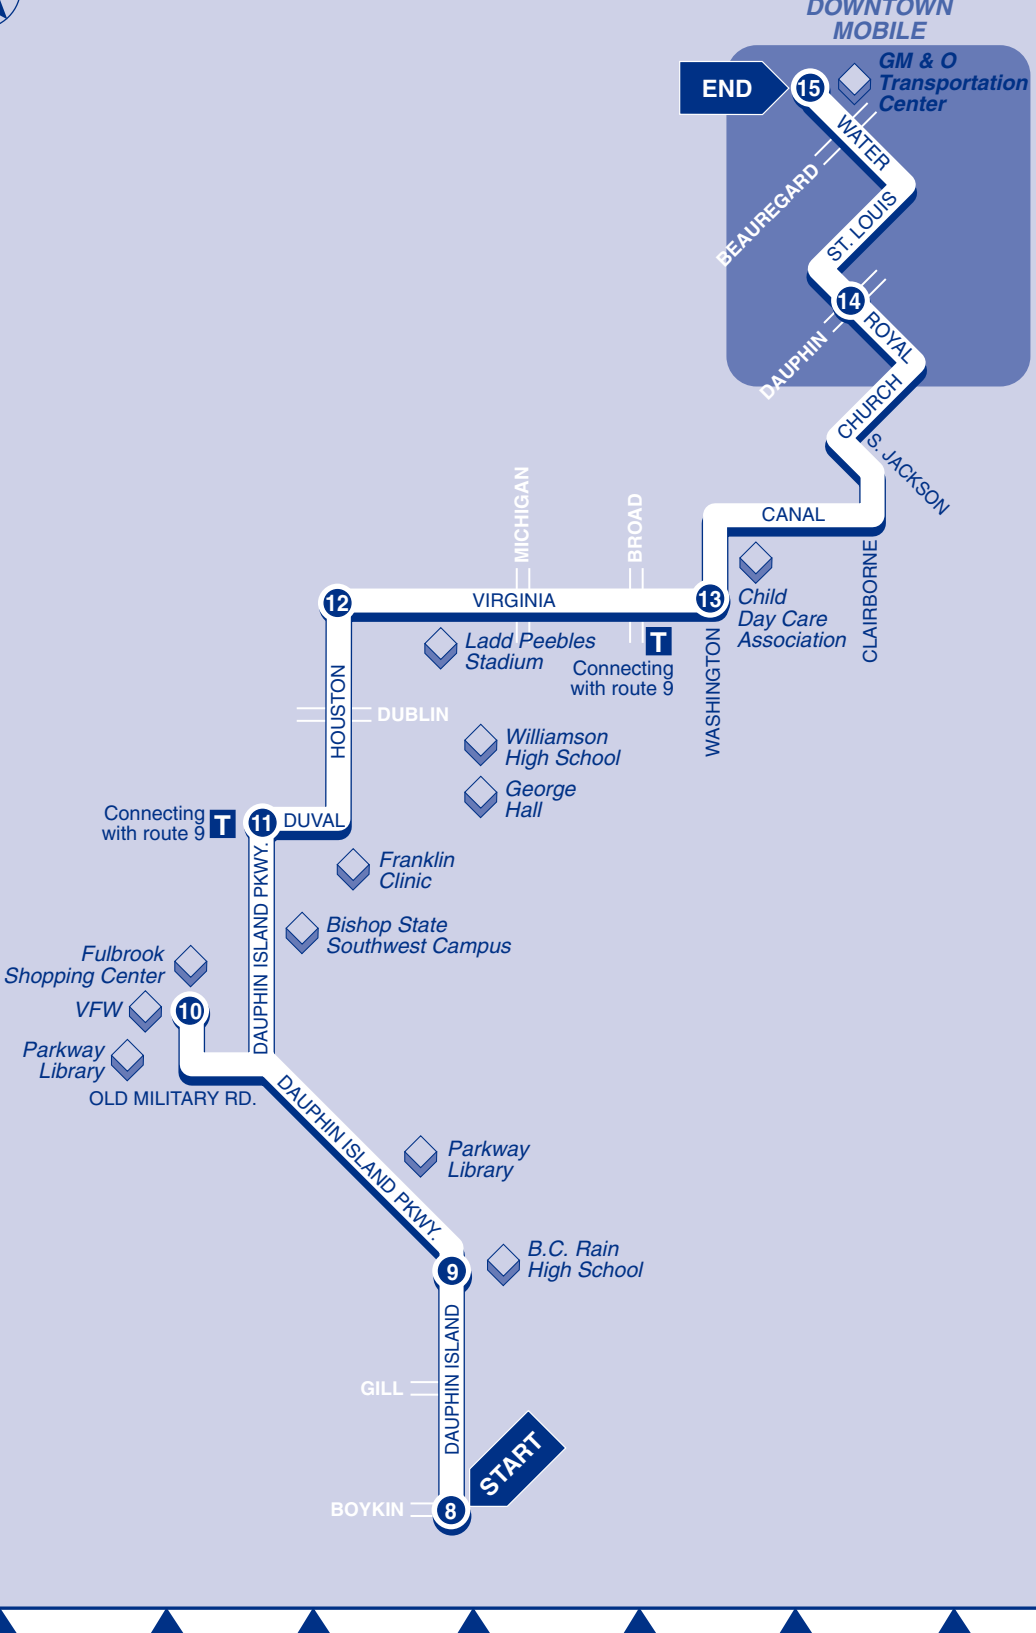 DOWNTOWN
MOBILE
GM & O
Transportation
Center
END
15
WATER
BEAUREGARD
ST. LOUIS
14
ROYAL
DAUPHIN
CHURCH
S. JACKSON
CANAL
CLAIRBORNE
MICHIGAN
BROAD
12
VIRGINIA
13
Child
Day Care
Association
WASHINGTON
Ladd Peebles
Stadium
T
Connecting
with route 9
HOUSTON
DUBLIN
Williamson
High School
George
Hall
Connecting
with route 9
T
11
DUVAL
Franklin
Clinic
DAUPHIN ISLAND PKWY.
Bishop State
Southwest Campus
Fulbrook
Shopping Center
VFW
10
Parkway
Library
OLD MILITARY RD.
DAUPHIN ISLAND PKWY.
Parkway
Library
9
B.C. Rain
High School
DAUPHIN ISLAND
GILL
START
BOYKIN
8